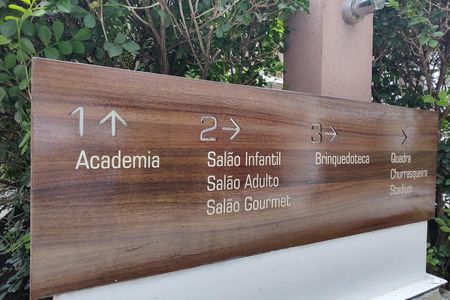 1 ↑
Academia
2 →
Salão Infantil
Salão Adulto
Salão Gourmet
3 →
Brinquedoteca
>
Quadra
Churrasqueira
Stadium